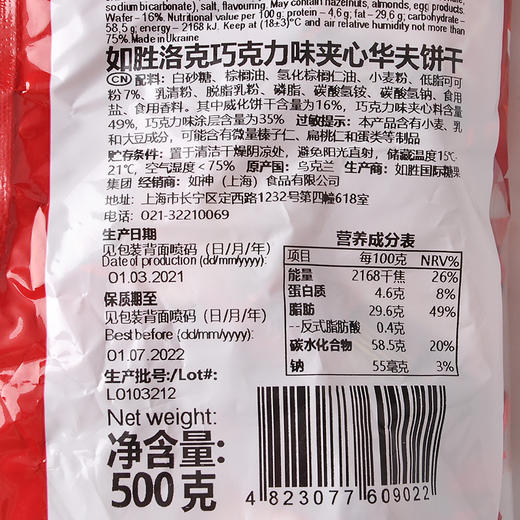 sodium bicarbonate), salt, flavouring. May contain hazelnuts, almonds, egg products
Wafer – 16%. Nutritional value per 100 g, protein – 4,6g; fat – 29,6 g; carbohydrate –
58,5 g; energy – 2168 kJ. Keep at (18±3)°C and air relative humidity not more than
75%. Made in Ukraine
如胜洛克巧克力味夹心华夫饼干
CN 配料：白砂糖、棕榈油、氢化棕榈仁油、小麦粉、低脂可可
粉7%、乳清粉、脱脂乳粉、磷脂、碳酸氢铵、碳酸氢钠、食用
盐、食用香料。其中威化饼干含量为16%，巧克力味夹心料含量
49%，巧克力味涂层含量为35% 过敏提示：本产品含有小麦、乳
和大豆成分，可能含有微量榛子仁、扁桃仁和蛋类等制品
贮存条件：置于清洁干燥阴凉处，避免阳光直射，储藏温度15℃-
21℃，空气湿度<75% 原产国：乌克兰 生产商：如胜国际糖果
集团 经销商：如神（上海）食品有限公司
地址：上海市长宁区定西路1232号第四幢618室
电话：021-32210069
生产日期
见包装背面喷码（日/月/年）
Date of production (dd/mm/yyyy)
01.03.2021
保质期至
见包装背面喷码（日/月/年）
Best before (dd/mm/yyyy)
01.07.2022
生产批号:/Lot#:
L0103212
营养成分表
项目 每100克 NRV%
能量 2168千焦 26%
蛋白质 4.6克 8%
脂肪 29.6克 49%
--反式脂肪酸 0.4克
碳水化合物 58.5克 20%
钠 55毫克 3%
Net weight:
净含量:
500克
4 823077 609022